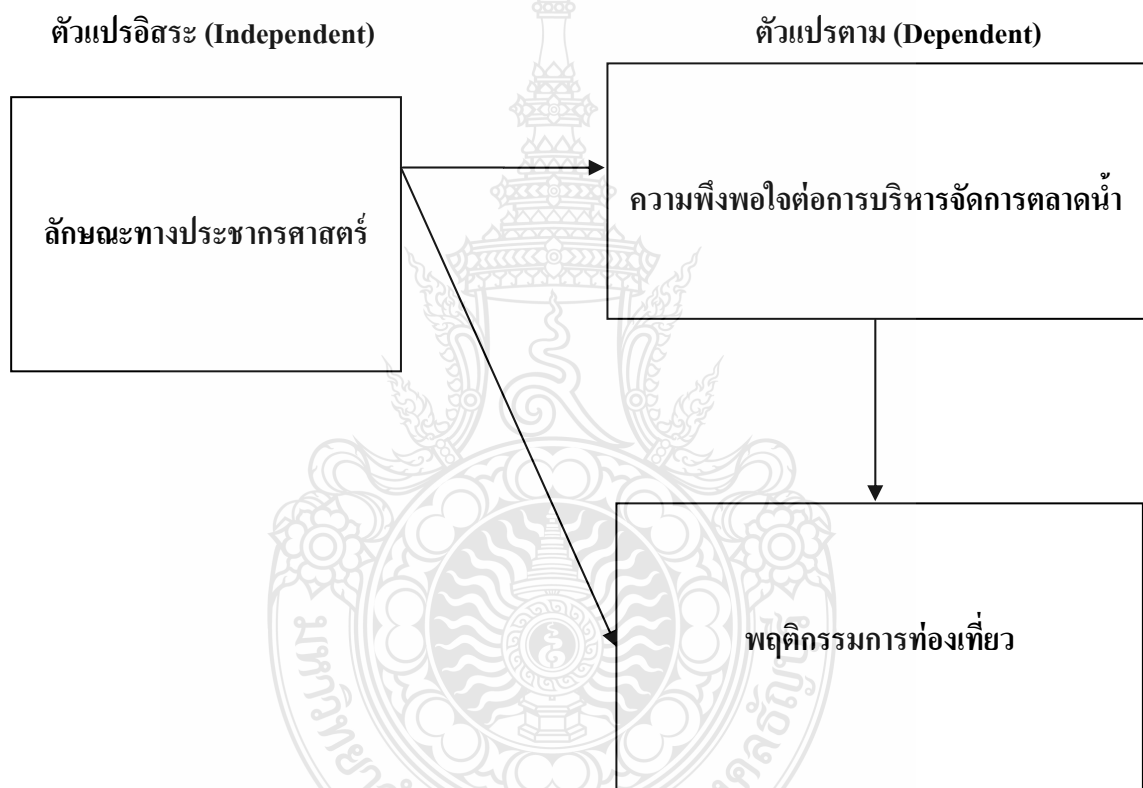 ตัวแปรอิสระ (Independent)
ตัวแปรตาม (Dependent)
ลักษณะทางประชากรศาสตร์
ความพึงพอใจต่อการบริหารจัดการตลาดน้ำ
พฤติกรรมการท่องเที่ยว